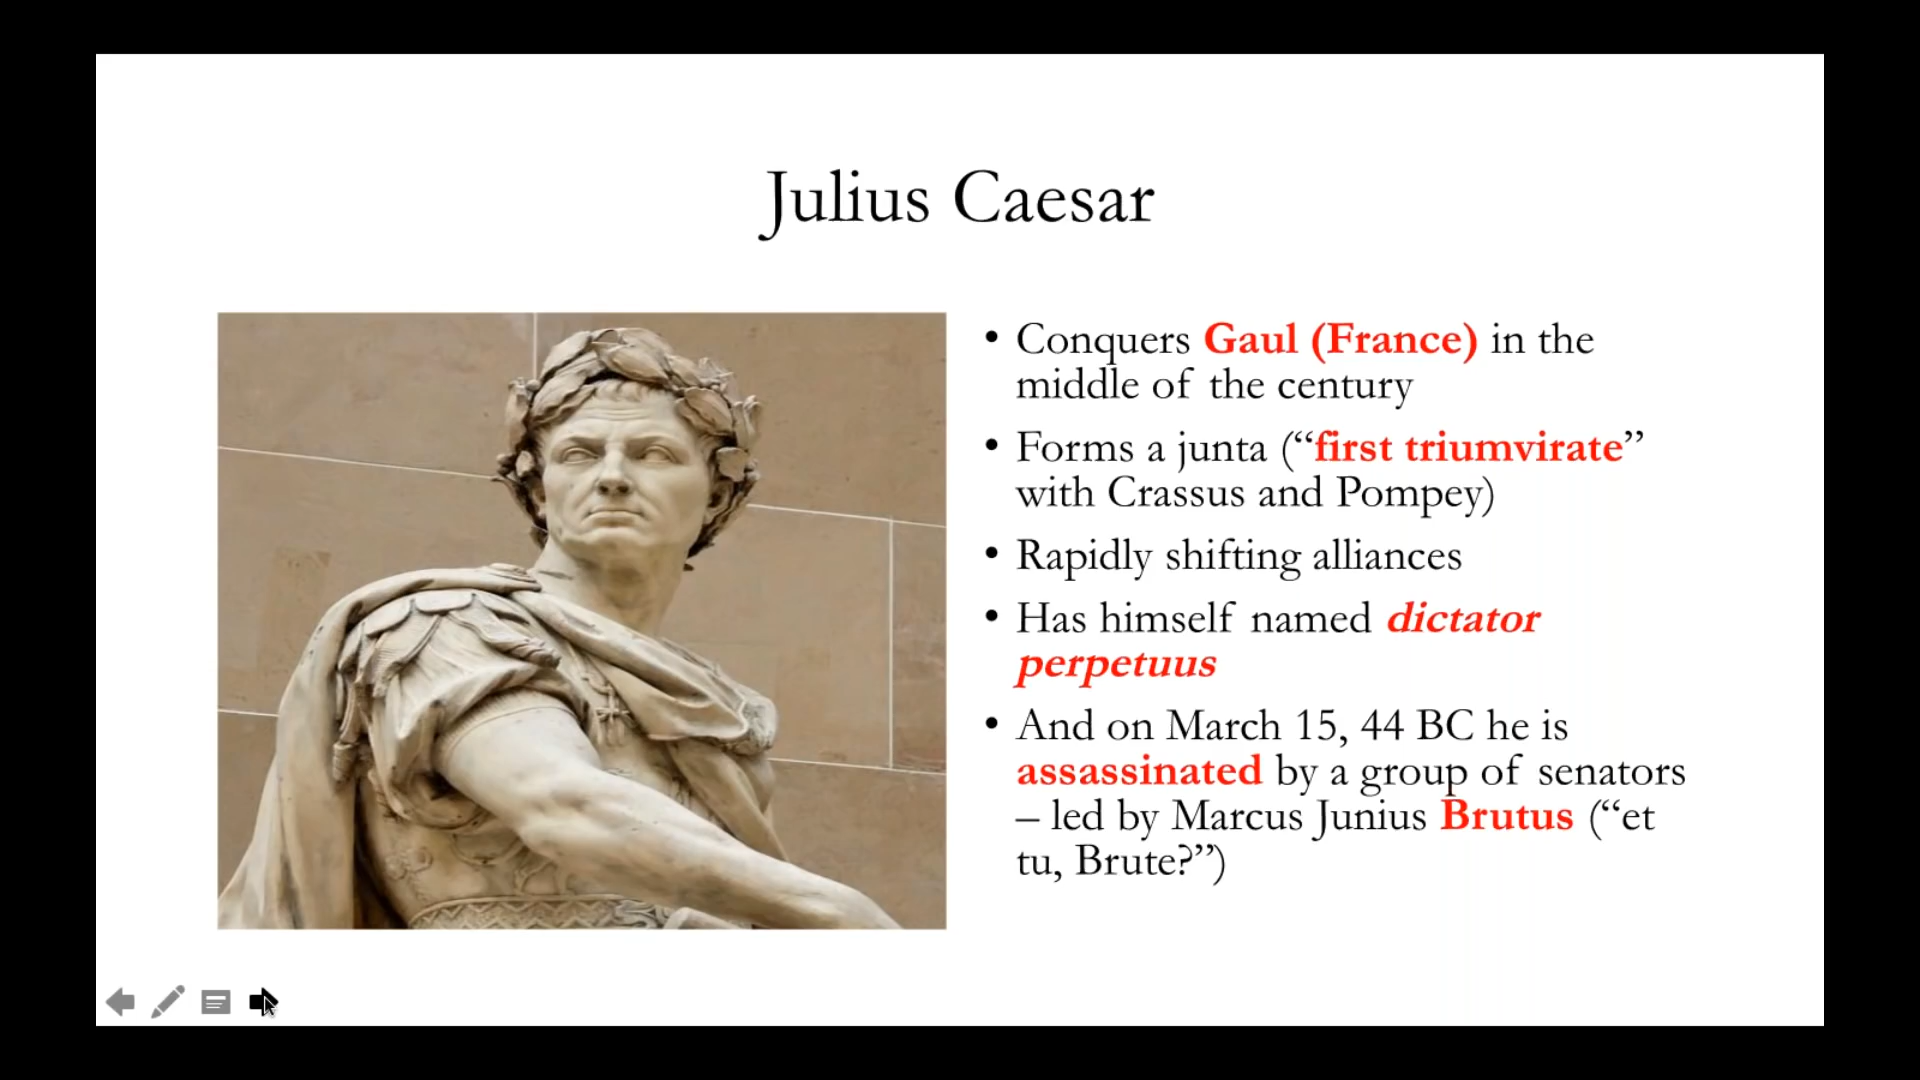 Julius Caesar
• Conquers Gaul (France) in the
middle of the century
• Forms a junta (“first triumvirate”
with Crassus and Pompey)
• Rapidly shifting alliances
• Has himself named dictator
perpetuus
• And on March 15, 44 BC he is
assassinated by a group of senators
– led by Marcus Junius Brutus (“et
tu, Brute?”)